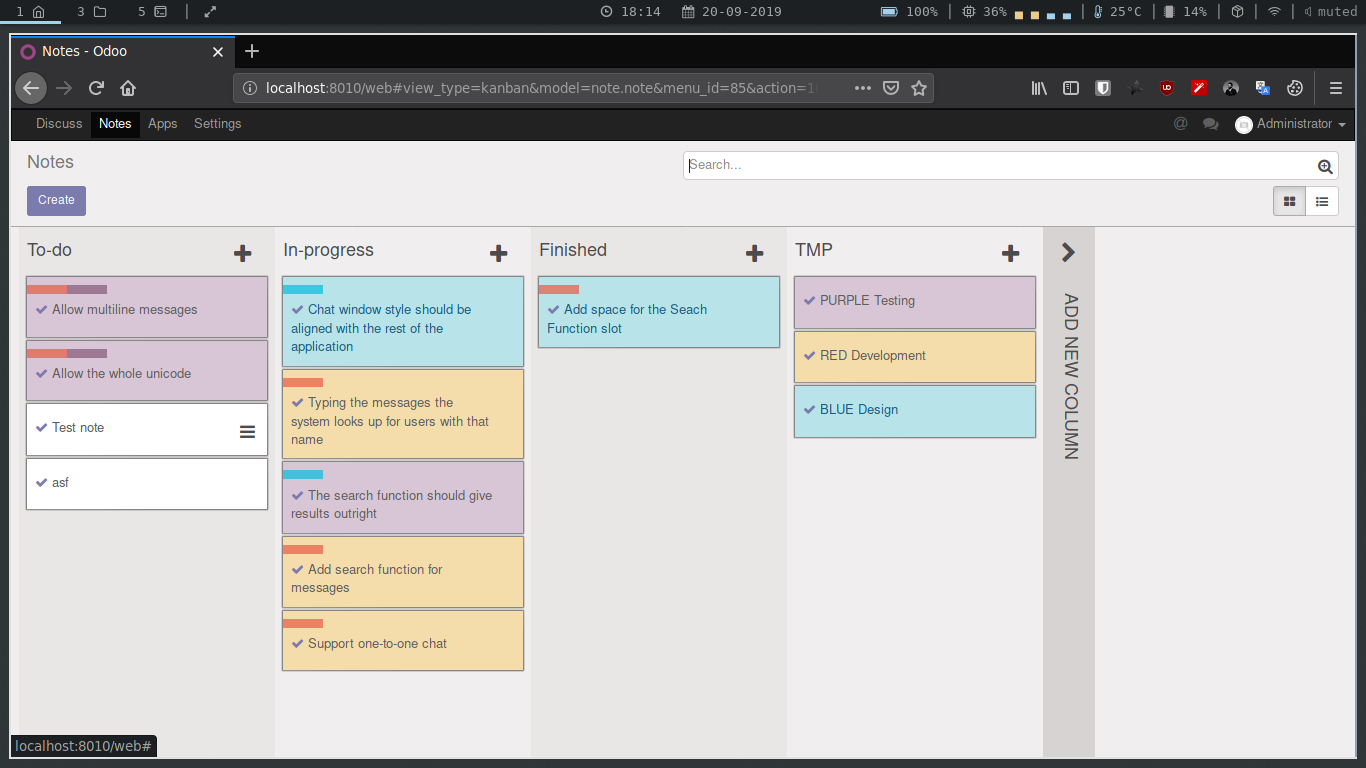 1 3 5 18:14 20-09-2019 100% 36% 25°C 14% muted
Notes - Odoo
localhost:8010/web#view_type=kanban&model=note.note&menu_id=85&action=1
Discuss Notes Apps Settings @ Administrator
Notes
Search...
Create
To-do
Allow multiline messages
Allow the whole unicode
Test note
asf
In-progress
Chat window style should be
aligned with the rest of the
application
Typing the messages the
system looks up for users with that
name
The search function should give
results outright
Add search function for
messages
Support one-to-one chat
Finished
Add space for the Seach
Function slot
TMP
PURPLE Testing
RED Development
BLUE Design
ADD NEW COLUMN
localhost:8010/web#